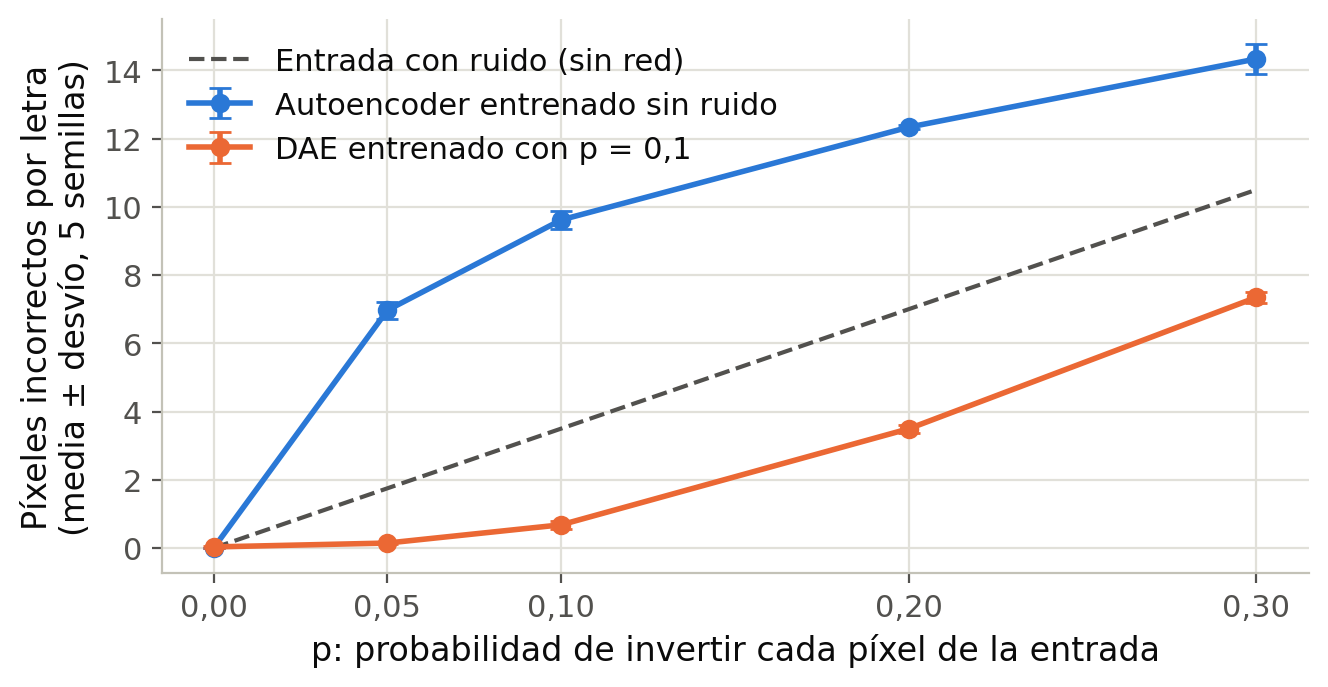 Entrada con ruido (sin red)
Autoencoder entrenado sin ruido
DAE entrenado con p = 0,1
Píxeles incorrectos por letra
(media ± desvío, 5 semillas)
14
12
10
8
6
4
2
0
0,00
0,05
0,10
0,20
0,30
p: probabilidad de invertir cada píxel de la entrada